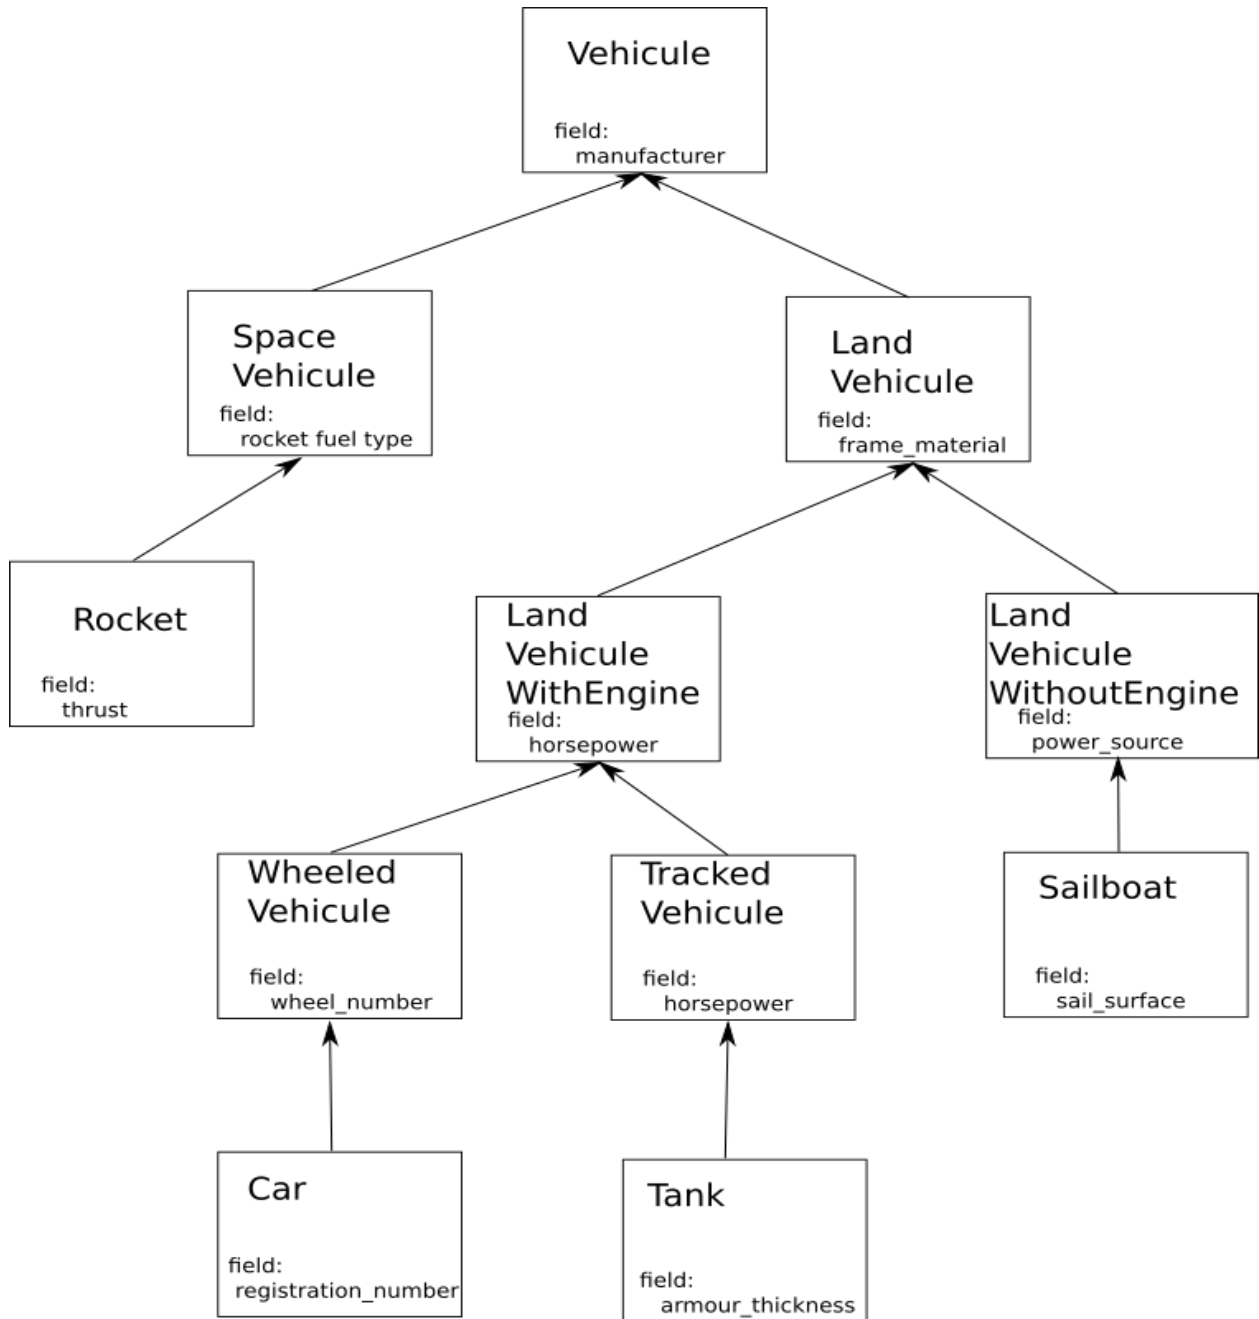 Vehicule
field:
manufacturer
Space
Vehicule
field:
rocket fuel type
Land
Vehicule
field:
frame_material
Rocket
field:
thrust
Land
Vehicule
WithEngine
field:
horsepower
Land
Vehicule
WithoutEngine
field:
power_source
Wheeled
Vehicule
field:
wheel_number
Tracked
Vehicule
field:
horsepower
Sailboat
field:
sail_surface
Car
field:
registration_number
Tank
field:
armour_thickness